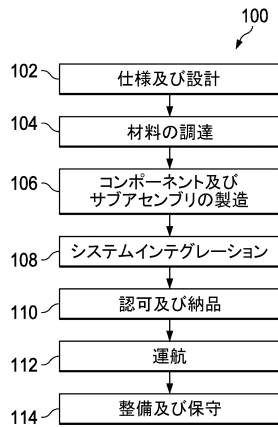 100
102
仕様及び設計
104
材料の調達
106
コンポーネント及び
サブアセンブリの製造
108
システムインテグレーション
110
認可及び納品
112
運航
114
整備及び保守